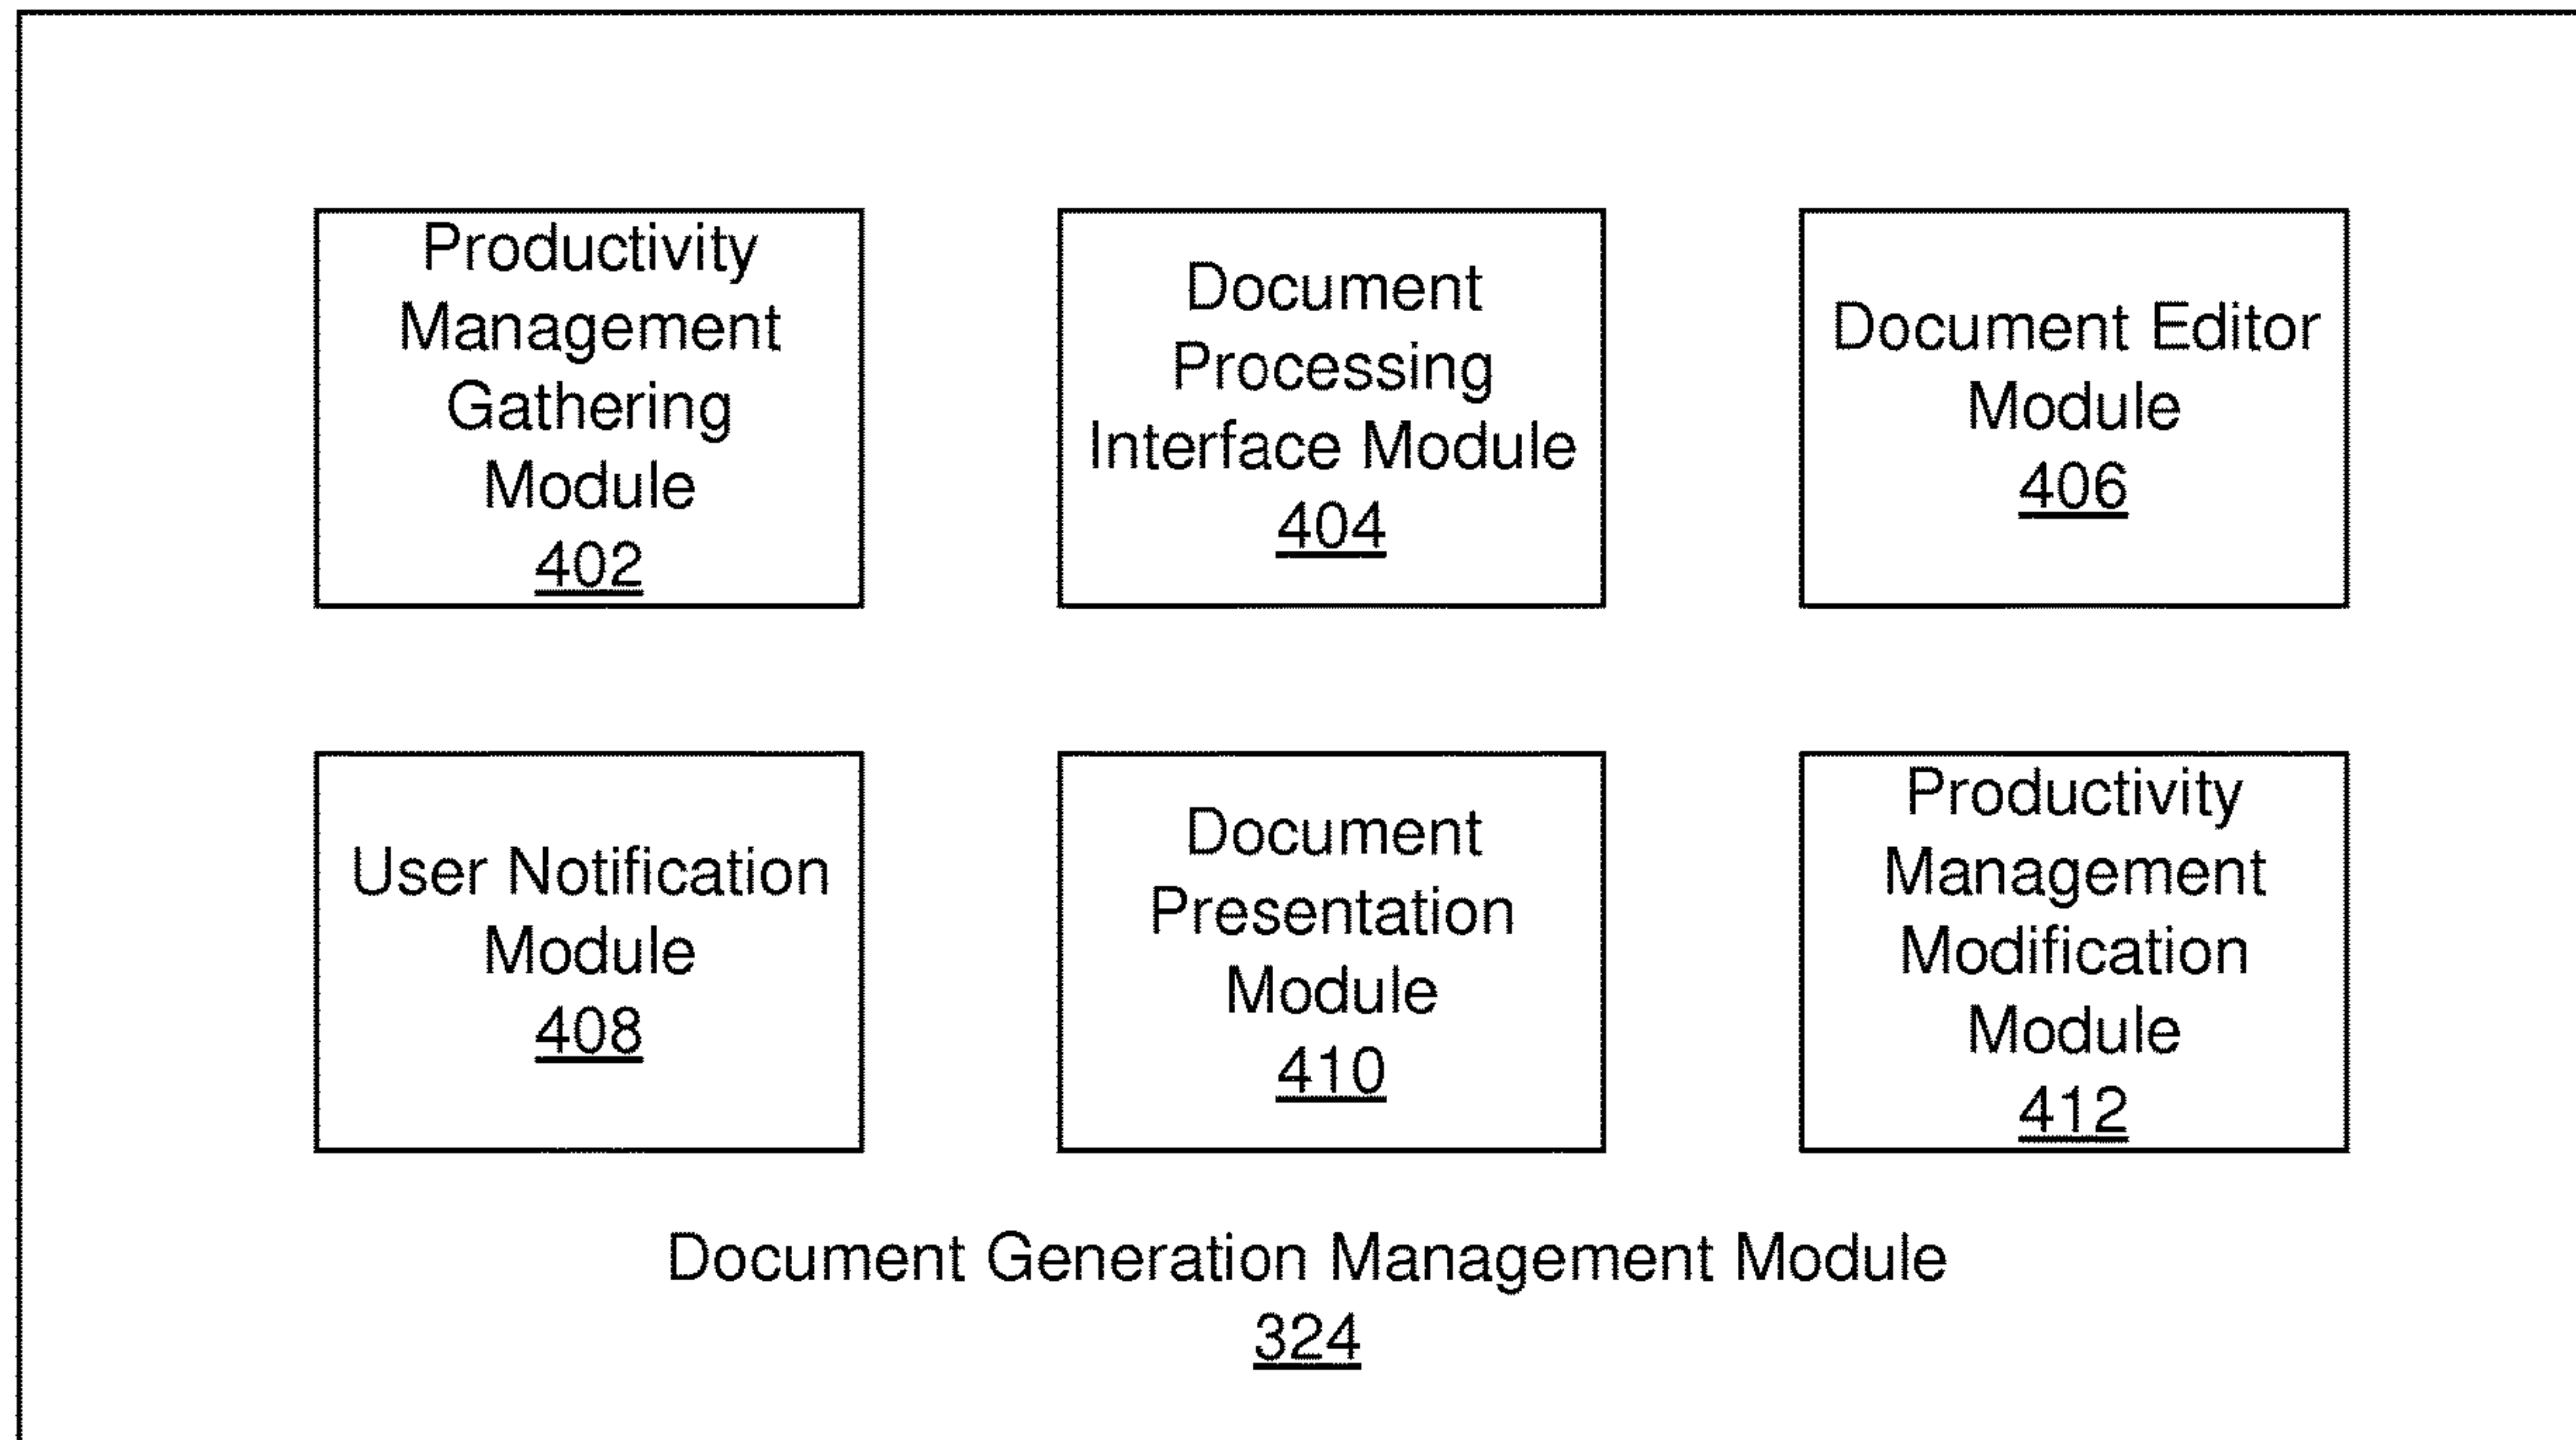 Productivity
Management
Gathering
Module
402
Document
Processing
Interface Module
404
Document Editor
Module
406
User Notification
Module
408
Document
Presentation
Module
410
Productivity
Management
Modification
Module
412
Document Generation Management Module
324